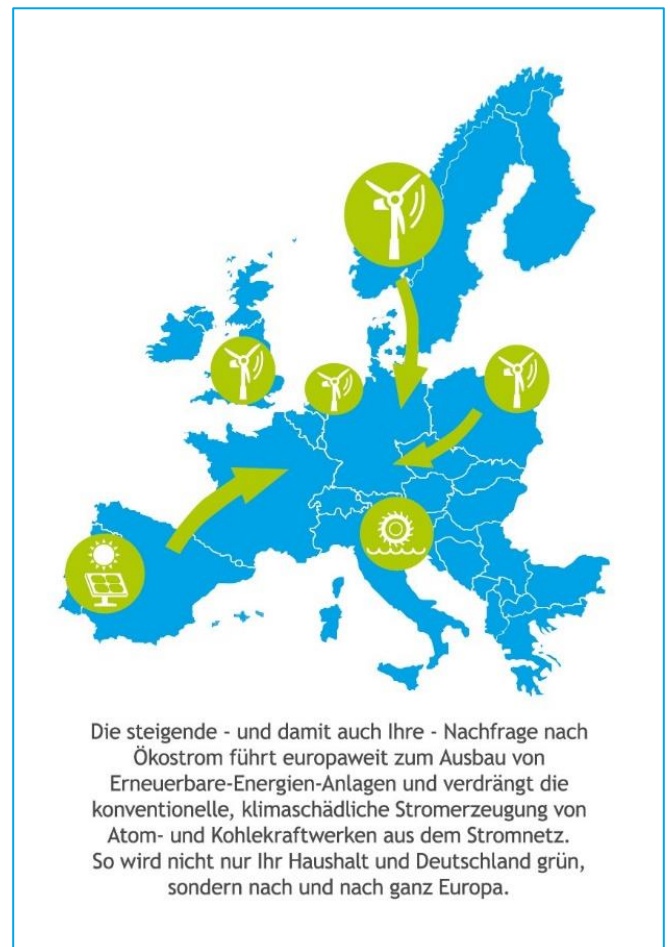 Die steigende - und damit auch Ihre - Nachfrage nach
Ökostrom führt europaweit zum Ausbau von
Erneuerbare-Energien-Anlagen und verdrängt die
konventionelle, klimaschädliche Stromerzeugung von
Atom- und Kohlekraftwerken aus dem Stromnetz.
So wird nicht nur Ihr Haushalt und Deutschland grün,
sondern nach und nach ganz Europa.